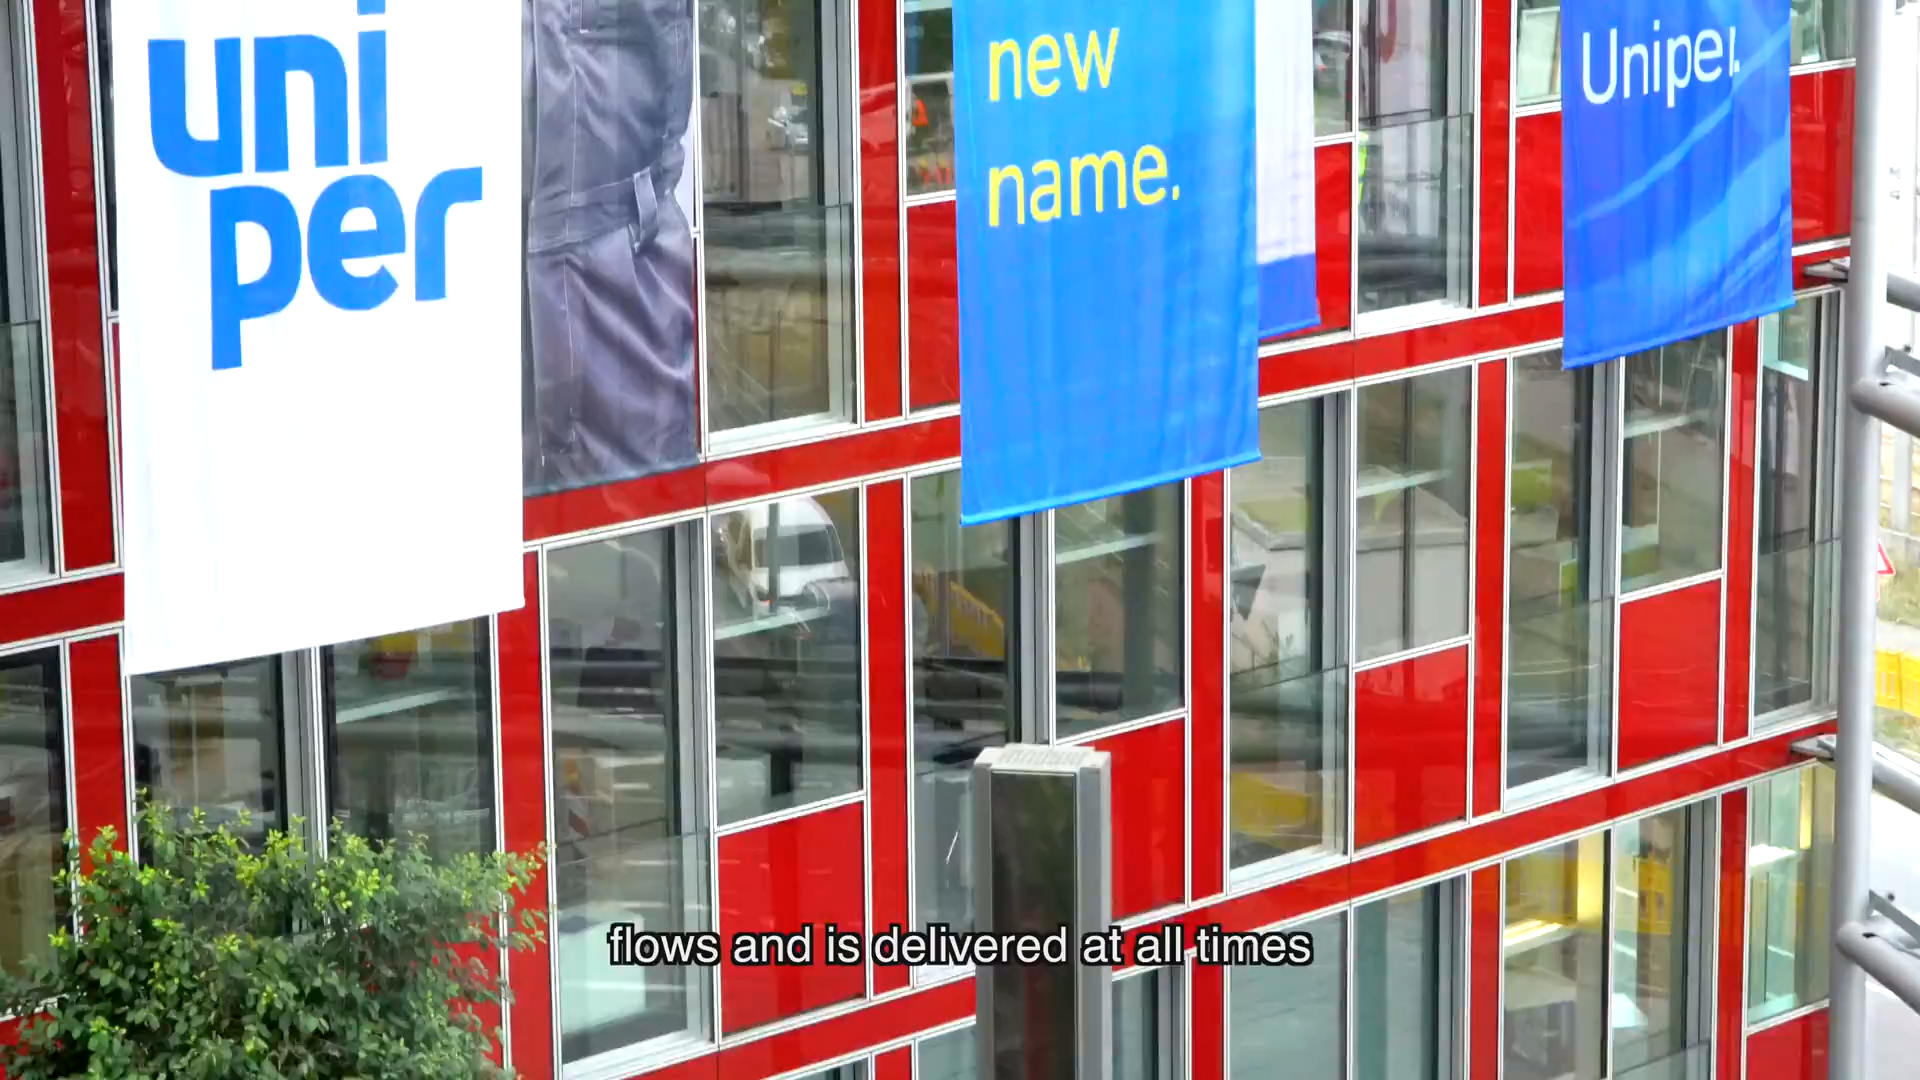 uni
per
new
name.
Uniper.
flows and is delivered at all times